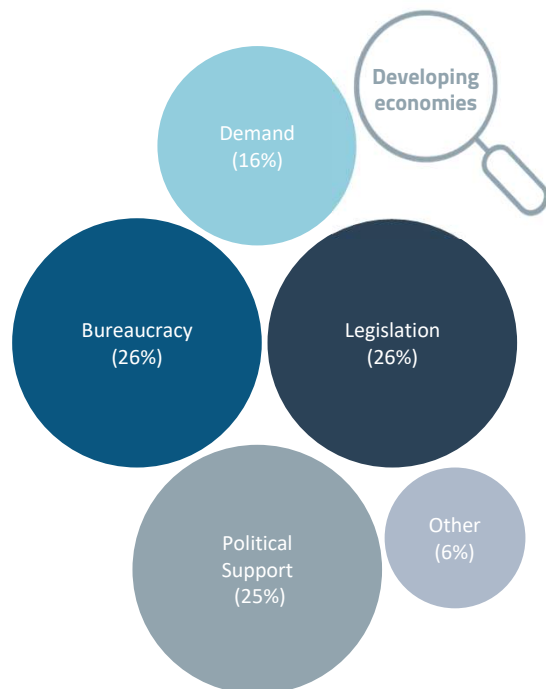 Developing
economies
Demand
(16%)
Bureaucracy
(26%)
Legislation
(26%)
Political
Support
(25%)
Other
(6%)